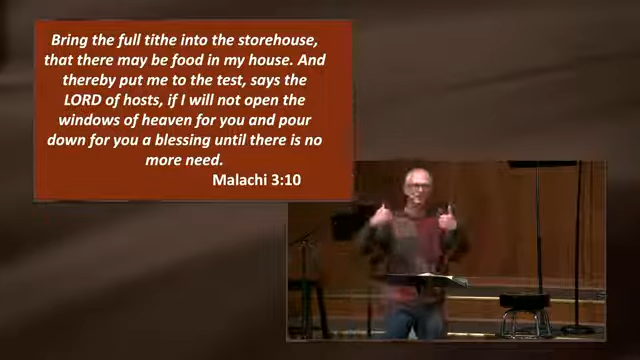 Bring the full tithe into the storehouse,
that there may be food in my house. And
thereby put me to the test, says the
LORD of hosts, if I will not open the
windows of heaven for you and pour
down for you a blessing until there is no
more need.
Malachi 3:10